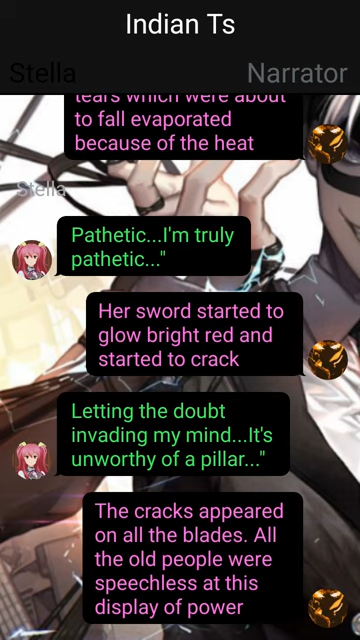 Indian Ts
Stella
Narrator
tears which were about
to fall evaporated
because of the heat
Stella
Pathetic...I'm truly
pathetic..."
Her sword started to
glow bright red and
started to crack
Letting the doubt
invading my mind...It's
unworthy of a pillar..."
The cracks appeared
on all the blades. All
the old people were
speechless at this
display of power